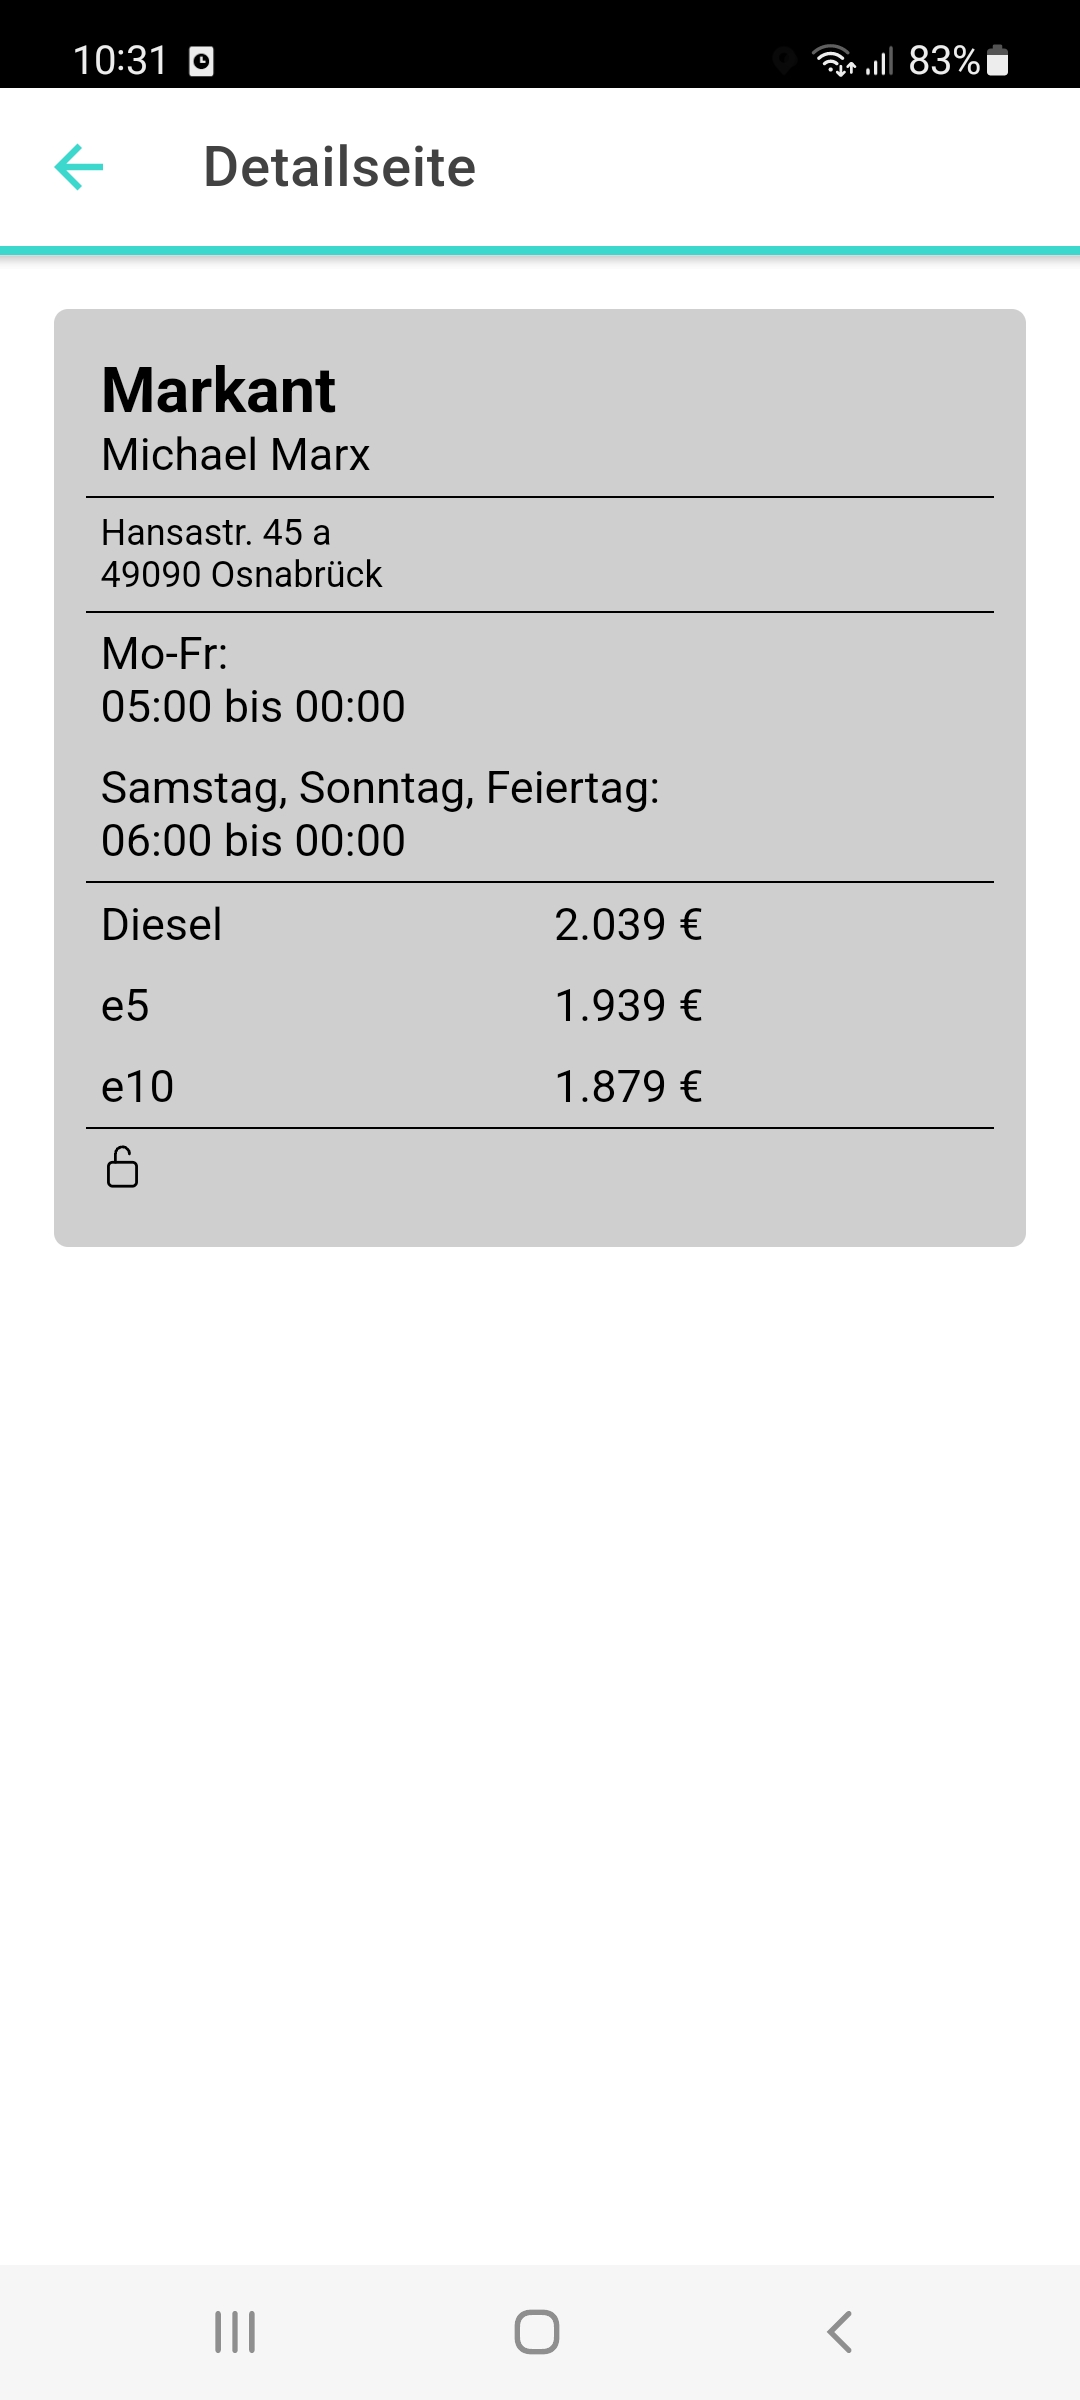 10:31 83%
Detailseite
Markant
Michael Marx
Hansastr. 45 a
49090 Osnabrück
Mo-Fr:
05:00 bis 00:00
Samstag, Sonntag, Feiertag:
06:00 bis 00:00
Diesel 2.039 €
e5 1.939 €
e10 1.879 €